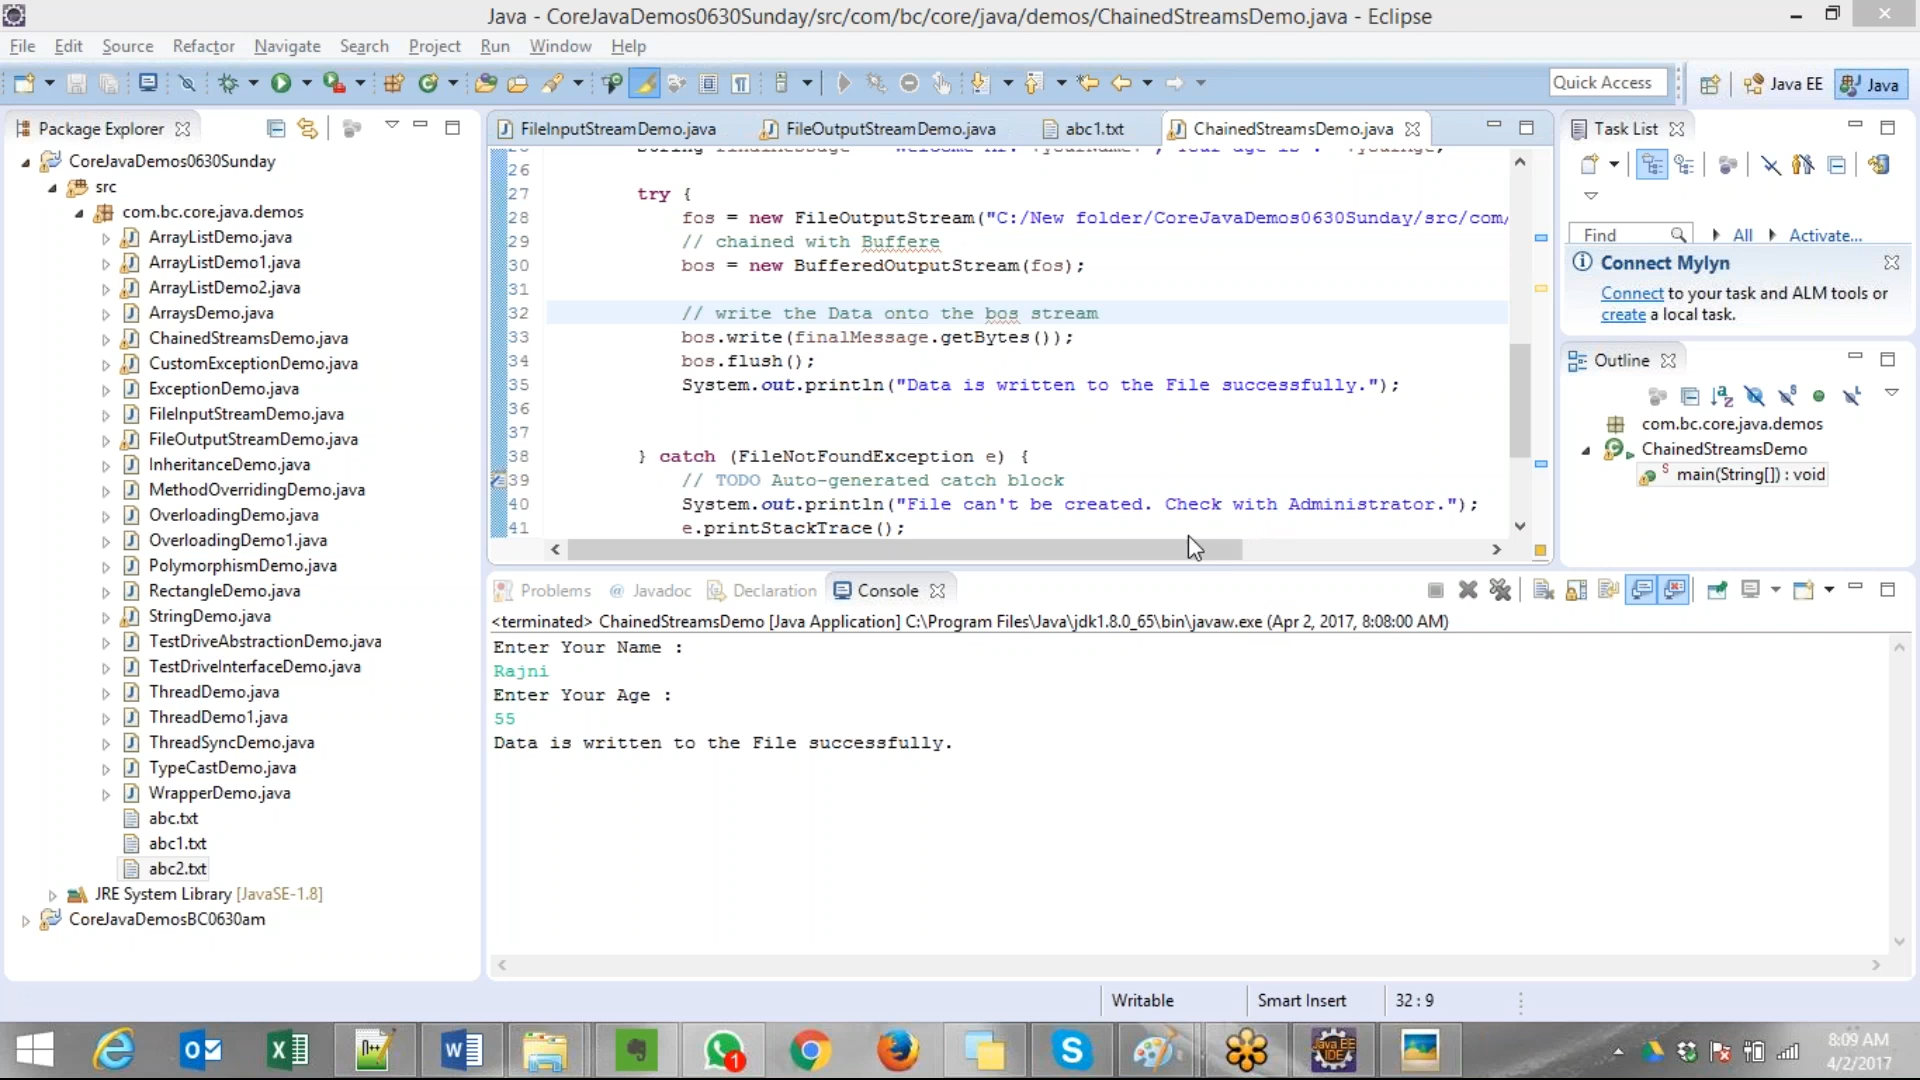 Java - CoreJavaDemos0630Sunday/src/com/bc/core/java/demos/ChainedStreamsDemo.java - Eclipse
File Edit Source Refactor Navigate Search Project Run Window Help
Quick Access
Java EE
Java
Package Explorer
CoreJavaDemos0630Sunday
src
com.bc.core.java.demos
ArrayListDemo.java
ArrayListDemo1.java
ArrayListDemo2.java
ArraysDemo.java
ChainedStreamsDemo.java
CustomExceptionDemo.java
ExceptionDemo.java
FileInputStreamDemo.java
FileOutputStreamDemo.java
InheritanceDemo.java
MethodOverridingDemo.java
OverloadingDemo.java
OverloadingDemo1.java
PolymorphismDemo.java
RectangleDemo.java
StringDemo.java
TestDriveAbstractionDemo.java
TestDriveInterfaceDemo.java
ThreadDemo.java
ThreadDemo1.java
ThreadSyncDemo.java
TypeCastDemo.java
WrapperDemo.java
abc.txt
abc1.txt
abc2.txt
JRE System Library [JavaSE-1.8]
CoreJavaDemosBC0630am
FileInputStreamDemo.java FileOutputStreamDemo.java abc1.txt ChainedStreamsDemo.java
26
27 try {
28 fos = new FileOutputStream("C:/New folder/CoreJavaDemos0630Sunday/src/com/
29 // chained with Buffere
30 bos = new BufferedOutputStream(fos);
31
32 // write the Data onto the bos stream
33 bos.write(finalMessage.getBytes());
34 bos.flush();
35 System.out.println("Data is written to the File successfully.");
36
37
38 } catch (FileNotFoundException e) {
39 // TODO Auto-generated catch block
40 System.out.println("File can't be created. Check with Administrator.");
41 e.printStackTrace();
Task List
Find All Activate...
Connect Mylyn
Connect to your task and ALM tools or
create a local task.
Outline
com.bc.core.java.demos
ChainedStreamsDemo
main(String[]) : void
Problems @ Javadoc Declaration Console
<terminated> ChainedStreamsDemo [Java Application] C:\Program Files\Java\jdk1.8.0_65\bin\javaw.exe (Apr 2, 2017, 8:08:00 AM)
Enter Your Name :
Rajni
Enter Your Age :
55
Data is written to the File successfully.
Writable Smart Insert 32 : 9
8:09 AM
4/2/2017